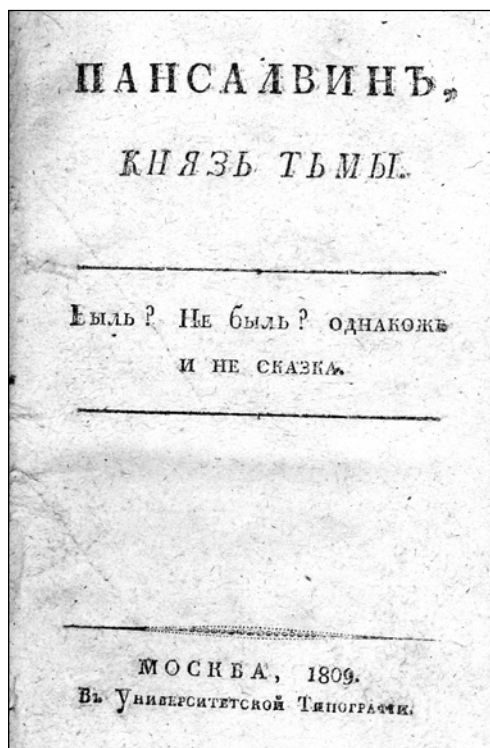 ПАНСАЛВИНЪ,
КНЯЗЬ ТЬМЫ.
Быль? Не быль? однакожъ
и не сказка.
МОСКВА, 1809.
Въ Университетской Типографіи.